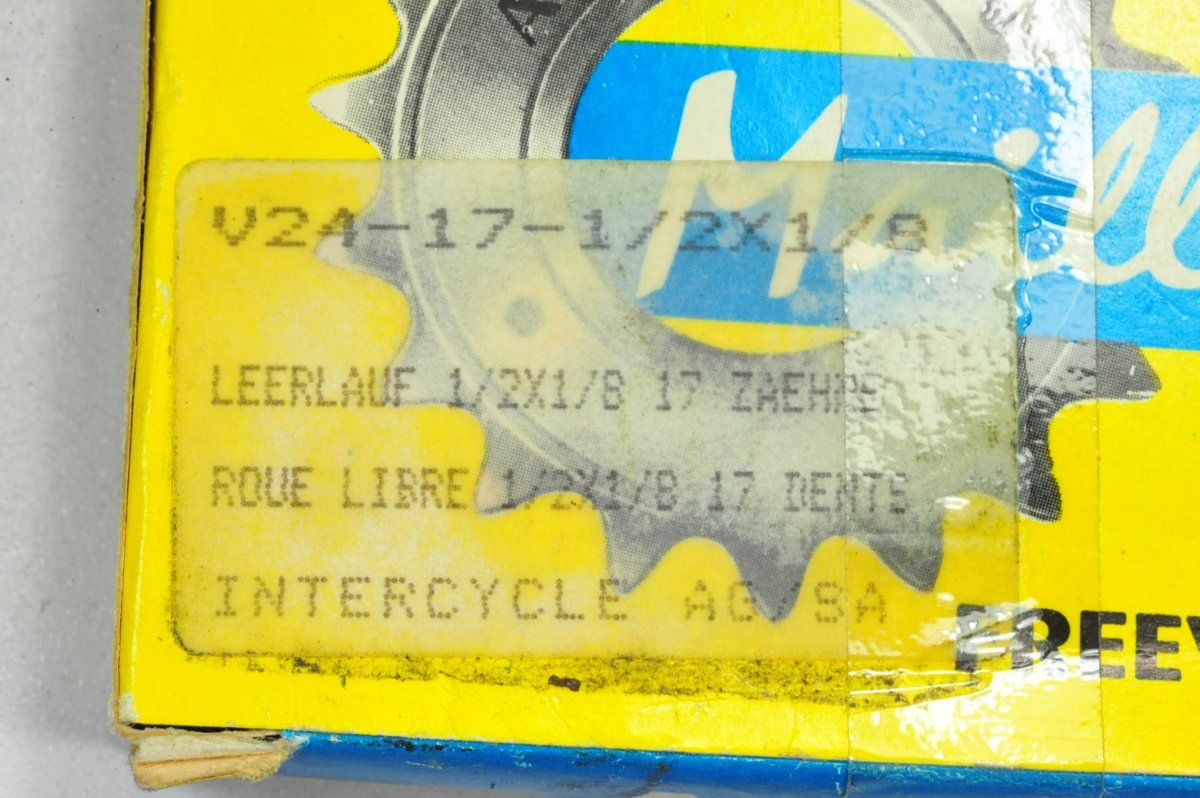 A
Maill
V24-17-1/2X1/8
LEERLAUF 1/2X1/8 17 ZAEHNE
ROUE LIBRE 1/2X1/8 17 DENTS
INTERCYCLE AG/SA
FREEW